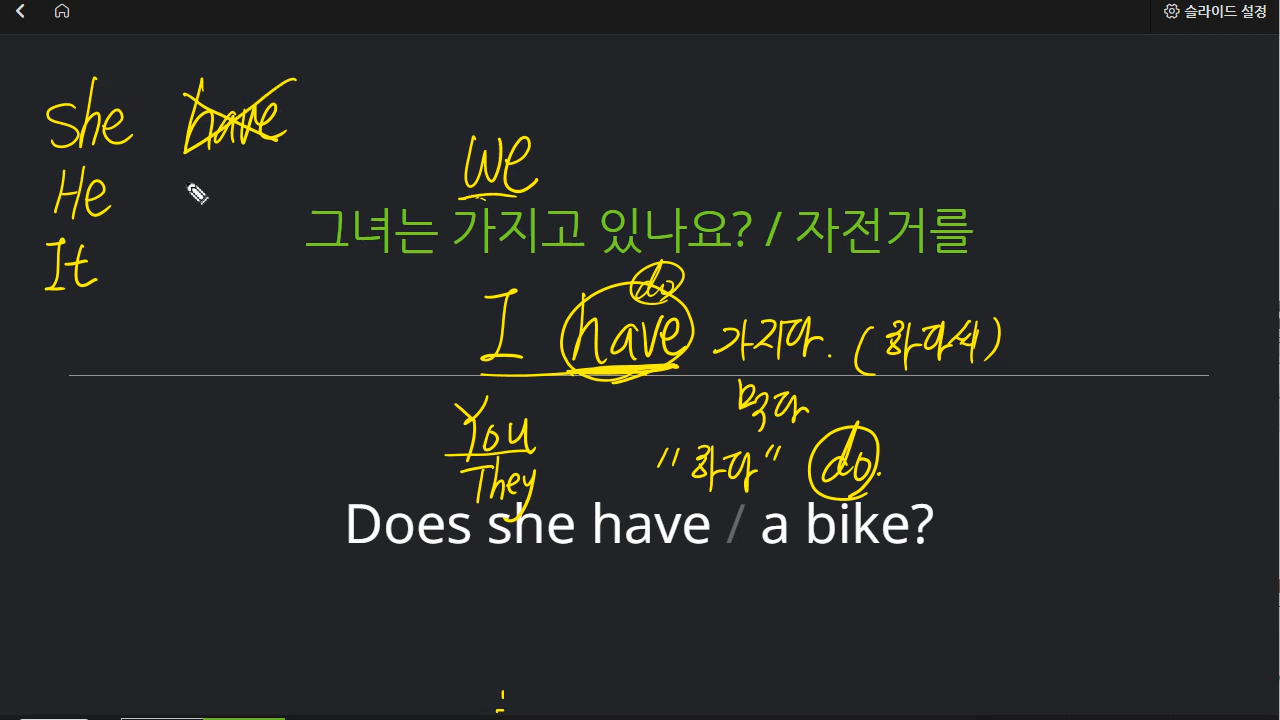 슬라이드 설정
She have
He
It
we
그녀는 가지고 있나요? / 자전거를
do
I have 가지다. (하다씨)
먹다
You "하다" do.
They
Does she have / a bike?